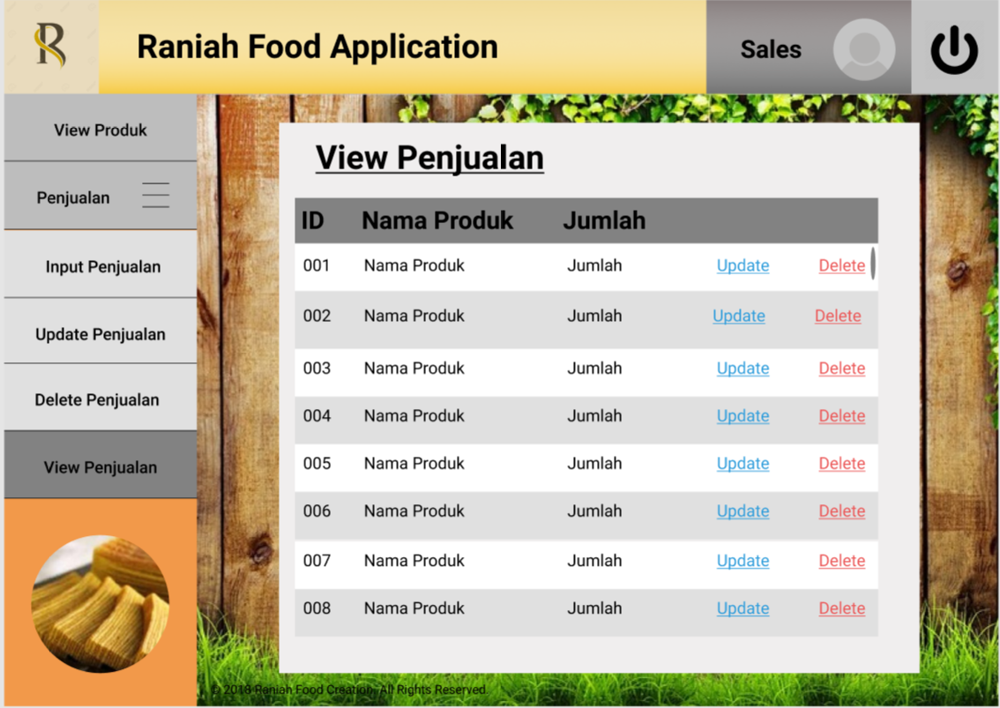 R
Raniah Food Application
Sales
View Produk
Penjualan
Input Penjualan
Update Penjualan
Delete Penjualan
View Penjualan
View Penjualan
ID Nama Produk Jumlah
001 Nama Produk Jumlah Update Delete
002 Nama Produk Jumlah Update Delete
003 Nama Produk Jumlah Update Delete
004 Nama Produk Jumlah Update Delete
005 Nama Produk Jumlah Update Delete
006 Nama Produk Jumlah Update Delete
007 Nama Produk Jumlah Update Delete
008 Nama Produk Jumlah Update Delete
© 2018 Raniah Food Creation. All Rights Reserved.